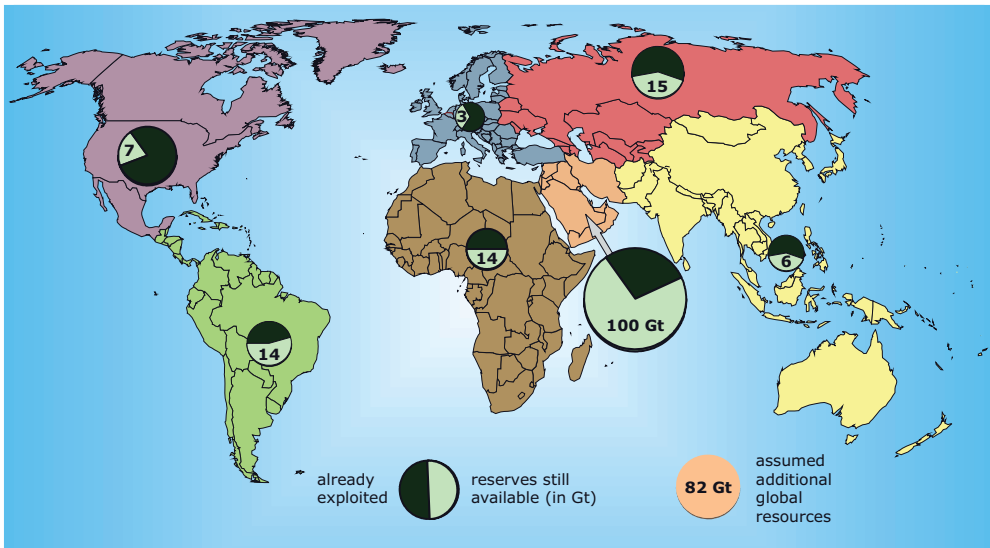 15
3
7
14
6
100 Gt
14
already
exploited
reserves still
available (in Gt)
82 Gt
assumed
additional
global
resources